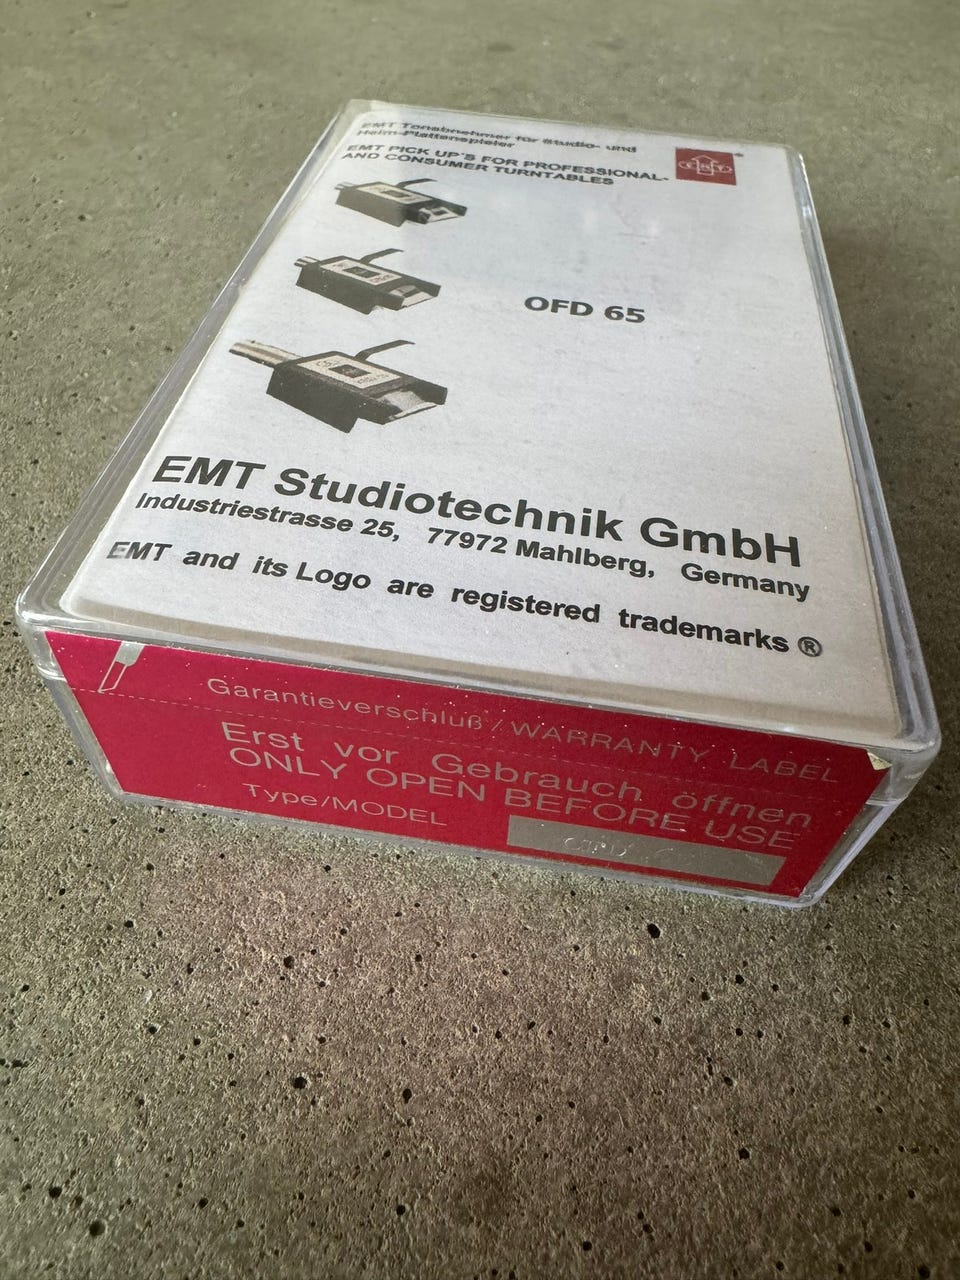 EMT Tonabnehmer für Studio- und
Heim-Plattenspieler
EMT PICK UP´S FOR PROFESSIONAL-
AND CONSUMER TURNTABLES
EMT
OFD 65
EMT Studiotechnik GmbH
Industriestrasse 25, 77972 Mahlberg, Germany
EMT and its Logo are registered trademarks ®
Garantieverschluß / WARRANTY LABEL
Erst vor Gebrauch öffnen
ONLY OPEN BEFORE USE
Type/MODEL